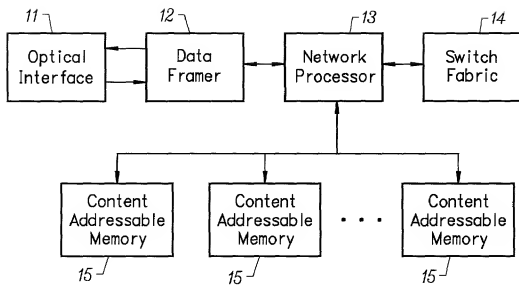 11
12
13
14
Optical
Interface
Data
Framer
Network
Processor
Switch
Fabric
Content
Addressable
Memory
Content
Addressable
Memory
. . .
Content
Addressable
Memory
15
15
15